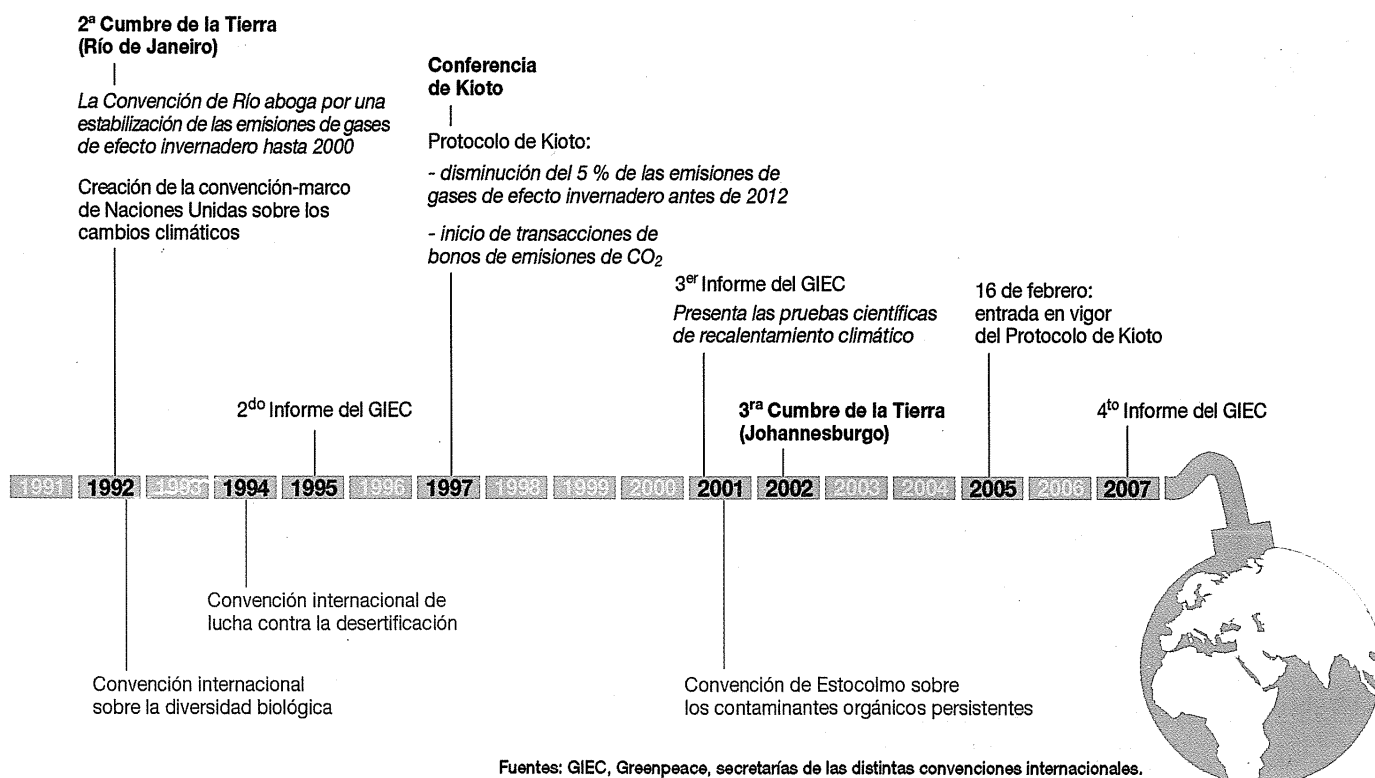 2ª Cumbre de la Tierra
(Río de Janeiro)
La Convención de Río aboga por una
estabilización de las emisiones de gases
de efecto invernadero hasta 2000
Creación de la convención-marco
de Naciones Unidas sobre los
cambios climáticos
Conferencia
de Kioto
Protocolo de Kioto:
- disminución del 5 % de las emisiones de
gases de efecto invernadero antes de 2012
- inicio de transacciones de
bonos de emisiones de CO₂
3er Informe del GIEC
Presenta las pruebas científicas
de recalentamiento climático
16 de febrero:
entrada en vigor
del Protocolo de Kioto
2do Informe del GIEC
3ra Cumbre de la Tierra
(Johannesburgo)
4to Informe del GIEC
1991 1992 1993 1994 1995 1996 1997 1998 1999 2000 2001 2002 2003 2004 2005 2006 2007
Convención internacional de
lucha contra la desertificación
Convención internacional
sobre la diversidad biológica
Convención de Estocolmo sobre
los contaminantes orgánicos persistentes
Fuentes: GIEC, Greenpeace, secretarías de las distintas convenciones internacionales.